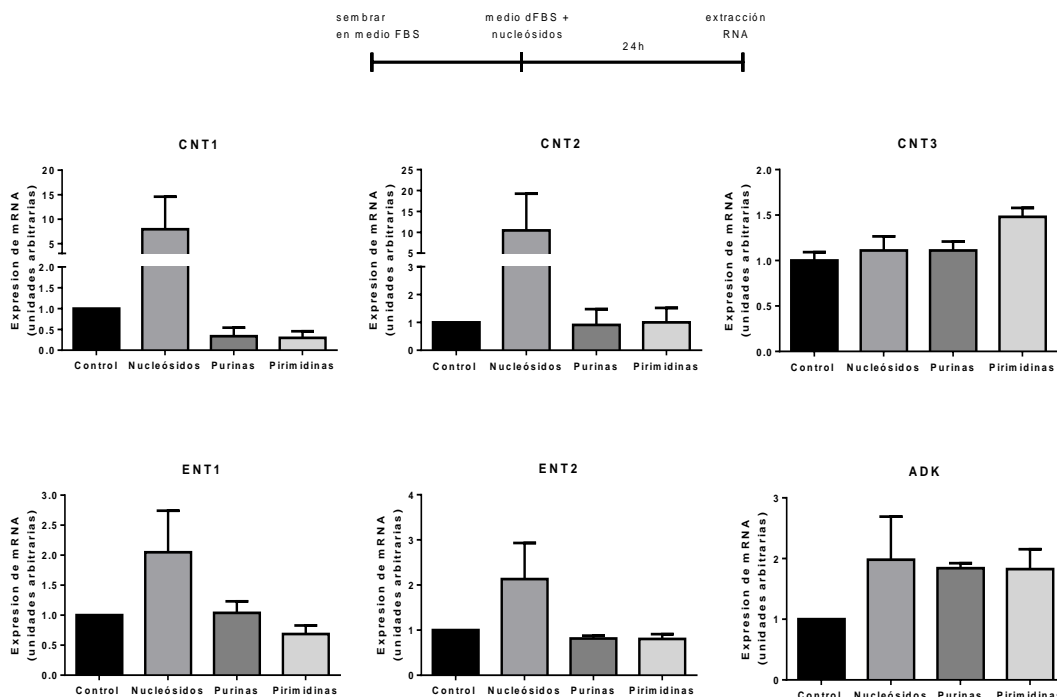 sembrar
en medio FBS
medio dFBS +
nucleósidos
extracción
RNA
24h
CNT1
Expresion de mRNA
(unidades arbitrarias)
20
15
10
5
2.0
1.5
1.0
0.5
0.0
Control Nucleósidos Purinas Pirimidinas
CNT2
Expresion de mRNA
(unidades arbitrarias)
25
20
15
10
5
3
2
1
0
Control Nucleósidos Purinas Pirimidinas
CNT3
Expresion de mRNA
(unidades arbitrarias)
2.0
1.5
1.0
0.5
0.0
Control Nucleósidos Purinas Pirimidinas
ENT1
Expresion de mRNA
(unidades arbitrarias)
3.0
2.5
2.0
1.5
1.0
0.5
0.0
Control Nucleósidos Purinas Pirimidinas
ENT2
Expresion de mRNA
(unidades arbitrarias)
4
3
2
1
0
Control Nucleósidos Purinas Pirimidinas
ADK
Expresion de mRNA
(unidades arbitrarias)
3
2
1
0
Control Nucleósidos Purinas Pirimidinas